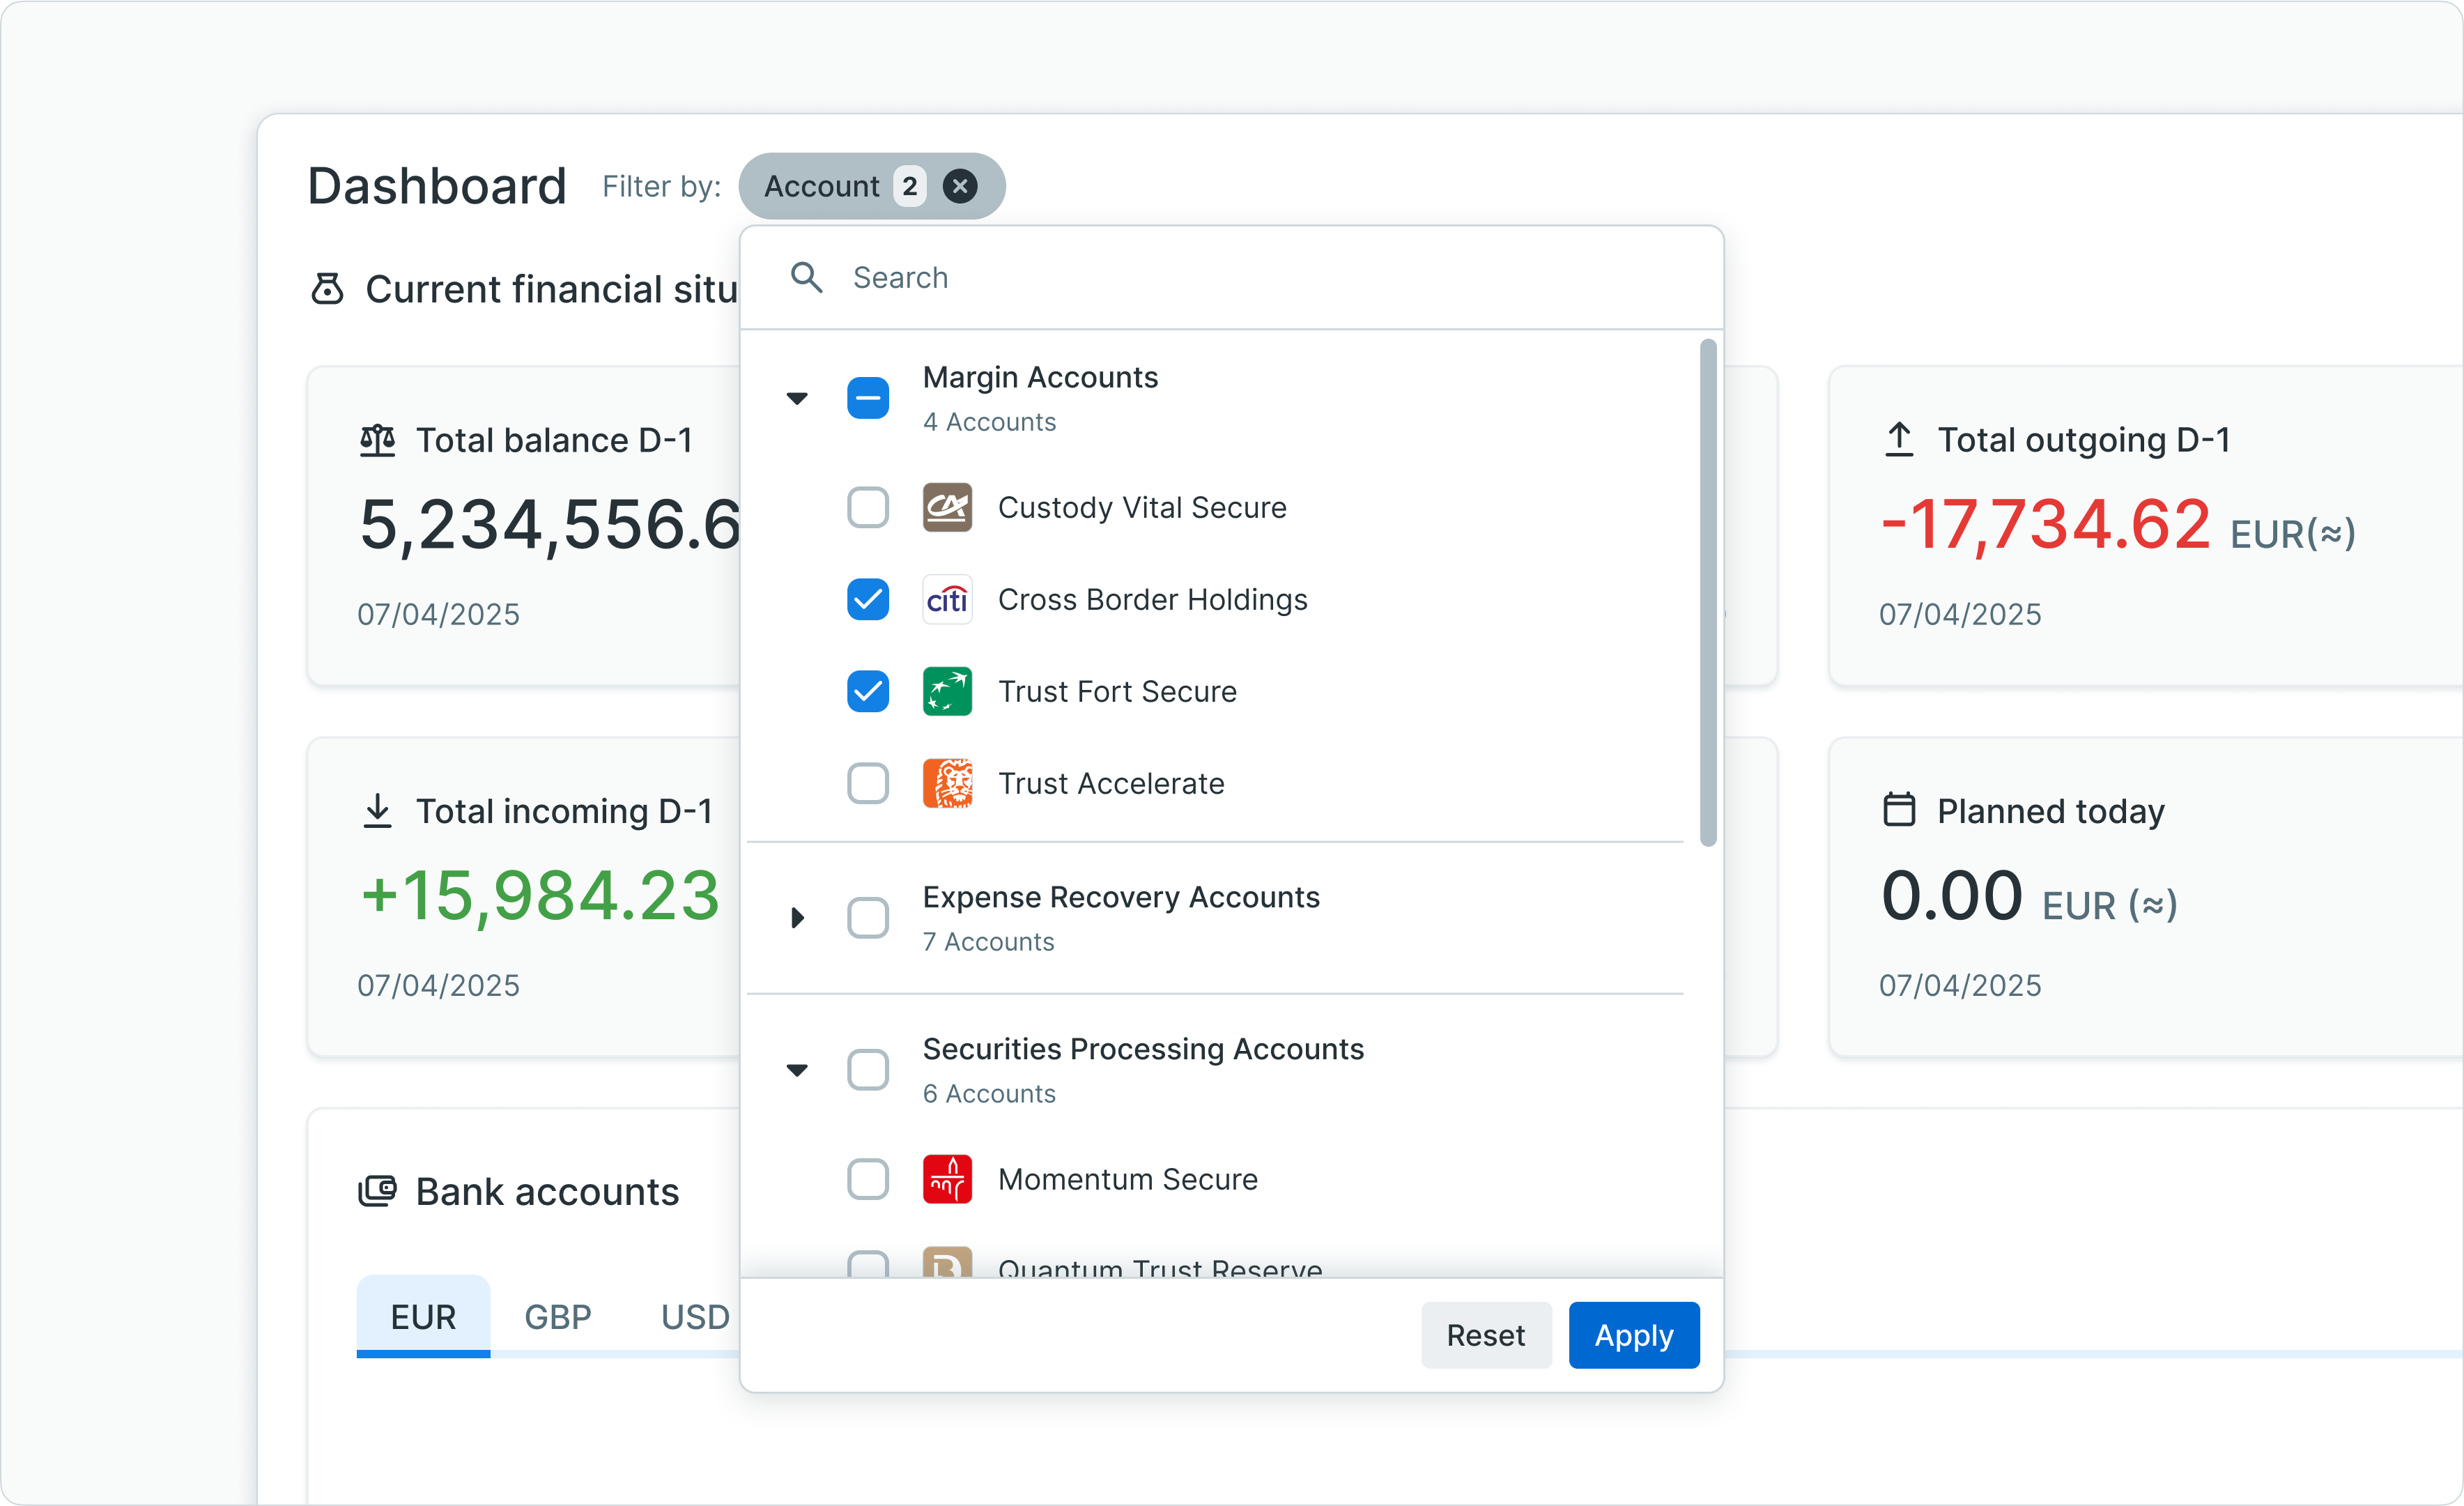 Dashboard
Filter by:
Account 2
Search
Current financial situ
Margin Accounts
4 Accounts
Custody Vital Secure
citi
Cross Border Holdings
Trust Fort Secure
Trust Accelerate
Expense Recovery Accounts
7 Accounts
Securities Processing Accounts
6 Accounts
Momentum Secure
Quantum Trust Reserve
Reset
Apply
Total balance D-1
5,234,556.6
07/04/2025
Total outgoing D-1
-17,734.62 EUR(≈)
07/04/2025
Total incoming D-1
+15,984.23
07/04/2025
Planned today
0.00 EUR (≈)
07/04/2025
Bank accounts
EUR
GBP
USD